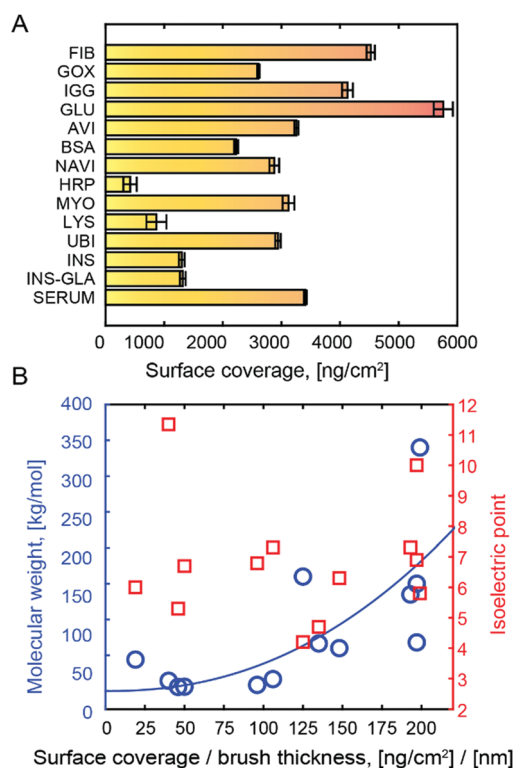 A
FIB
GOX
IGG
GLU
AVI
BSA
NAVI
HRP
MYO
LYS
UBI
INS
INS-GLA
SERUM
0 1000 2000 3000 4000 5000 6000
Surface coverage, [ng/cm²]
B
Molecular weight, [kg/mol]
400
350
300
250
200
150
100
50
0
12
11
10
9
8
7
6
5
4
3
2
Isoelectric point
0 25 50 75 100 125 150 175 200
Surface coverage / brush thickness, [ng/cm²] / [nm]